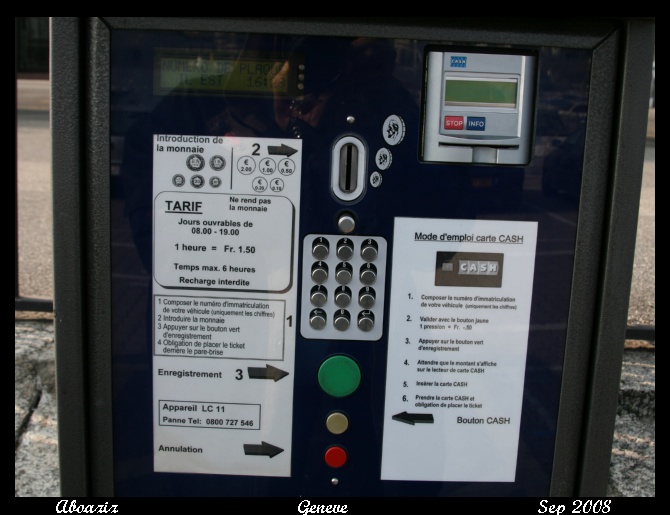 CASH
STOP INFO
Introduction de
la monnaie
2
€
2.00
€
1.00
€
0.50
€
0.20
€
0.10
TARIF
Ne rend pas
la monnaie
Jours ouvrables de
08.00 - 19.00
1 heure = Fr. 1.50
Temps max. 6 heures
Recharge interdite
1 Composer le numéro d'immatriculation
de votre véhicule (uniquement les chiffres)
2 Introduire la monnaie
3 Appuyer sur le bouton vert
d'enregistrement
4 Obligation de placer le ticket
derrière le pare-brise
1
Enregistrement 3
Appareil LC 11
Panne Tel: 0800 727 546
Annulation
Mode d'emploi carte CASH
CASH
1. Composer le numéro d'immatriculation
de votre véhicule (uniquement les chiffres)
2. Valider avec le bouton jaune
1 pression = Fr. -.50
3. Appuyer sur le bouton vert
d'enregistrement
4. Attendre que le montant s'affiche
sur le lecteur de carte CASH
5. Insérer la carte CASH
6. Prendre la carte CASH et
obligation de placer le ticket
Bouton CASH
Aboaziz Geneve Sep 2008